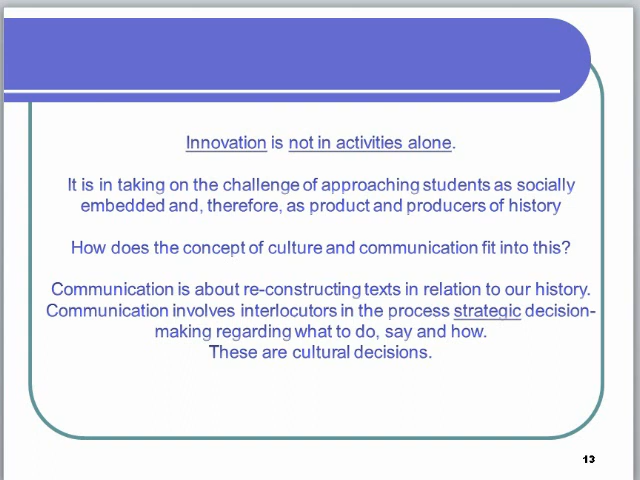 Innovation is not in activities alone.
It is in taking on the challenge of approaching students as socially
embedded and, therefore, as product and producers of history
How does the concept of culture and communication fit into this?
Communication is about re-constructing texts in relation to our history.
Communication involves interlocutors in the process strategic decision-
making regarding what to do, say and how.
These are cultural decisions.
13